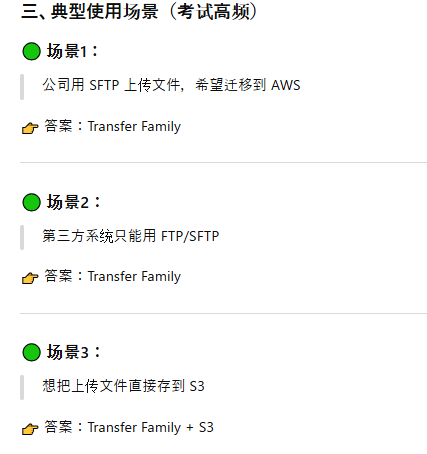 三、典型使用场景（考试高频）
🟢 场景1：
公司用 SFTP 上传文件，希望迁移到 AWS
👉 答案：Transfer Family
🟢 场景2：
第三方系统只能用 FTP/SFTP
👉 答案：Transfer Family
🟢 场景3：
想把上传文件直接存到 S3
👉 答案：Transfer Family + S3